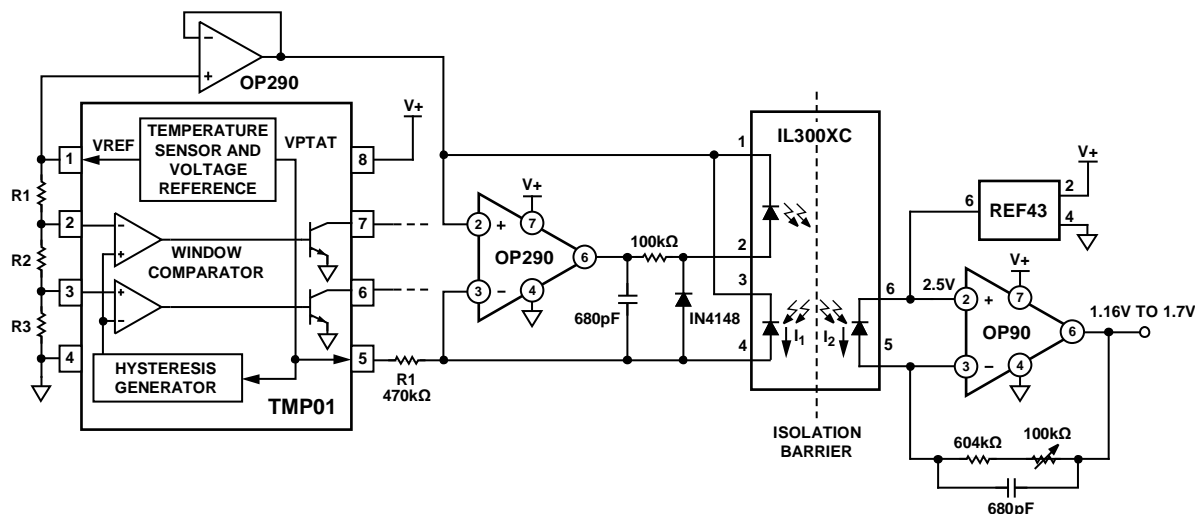 −
+
OP290
V+
TMP01
1
VREF
TEMPERATURE
SENSOR AND
VOLTAGE
REFERENCE
VPTAT
8
R1
2
−
+
WINDOW
COMPARATOR
7
R2
3
+
−
6
R3
4
HYSTERESIS
GENERATOR
5
R1
470kΩ
V+
2
+
7
OP290
6
3
−
4
100kΩ
680pF
IN4148
IL300XC
1
2
3
4
I1
I2
6
5
ISOLATION
BARRIER
V+
6
REF43
2
4
2.5V
V+
2
+
7
OP90
6
3
−
4
1.16V TO 1.7V
604kΩ
100kΩ
680pF